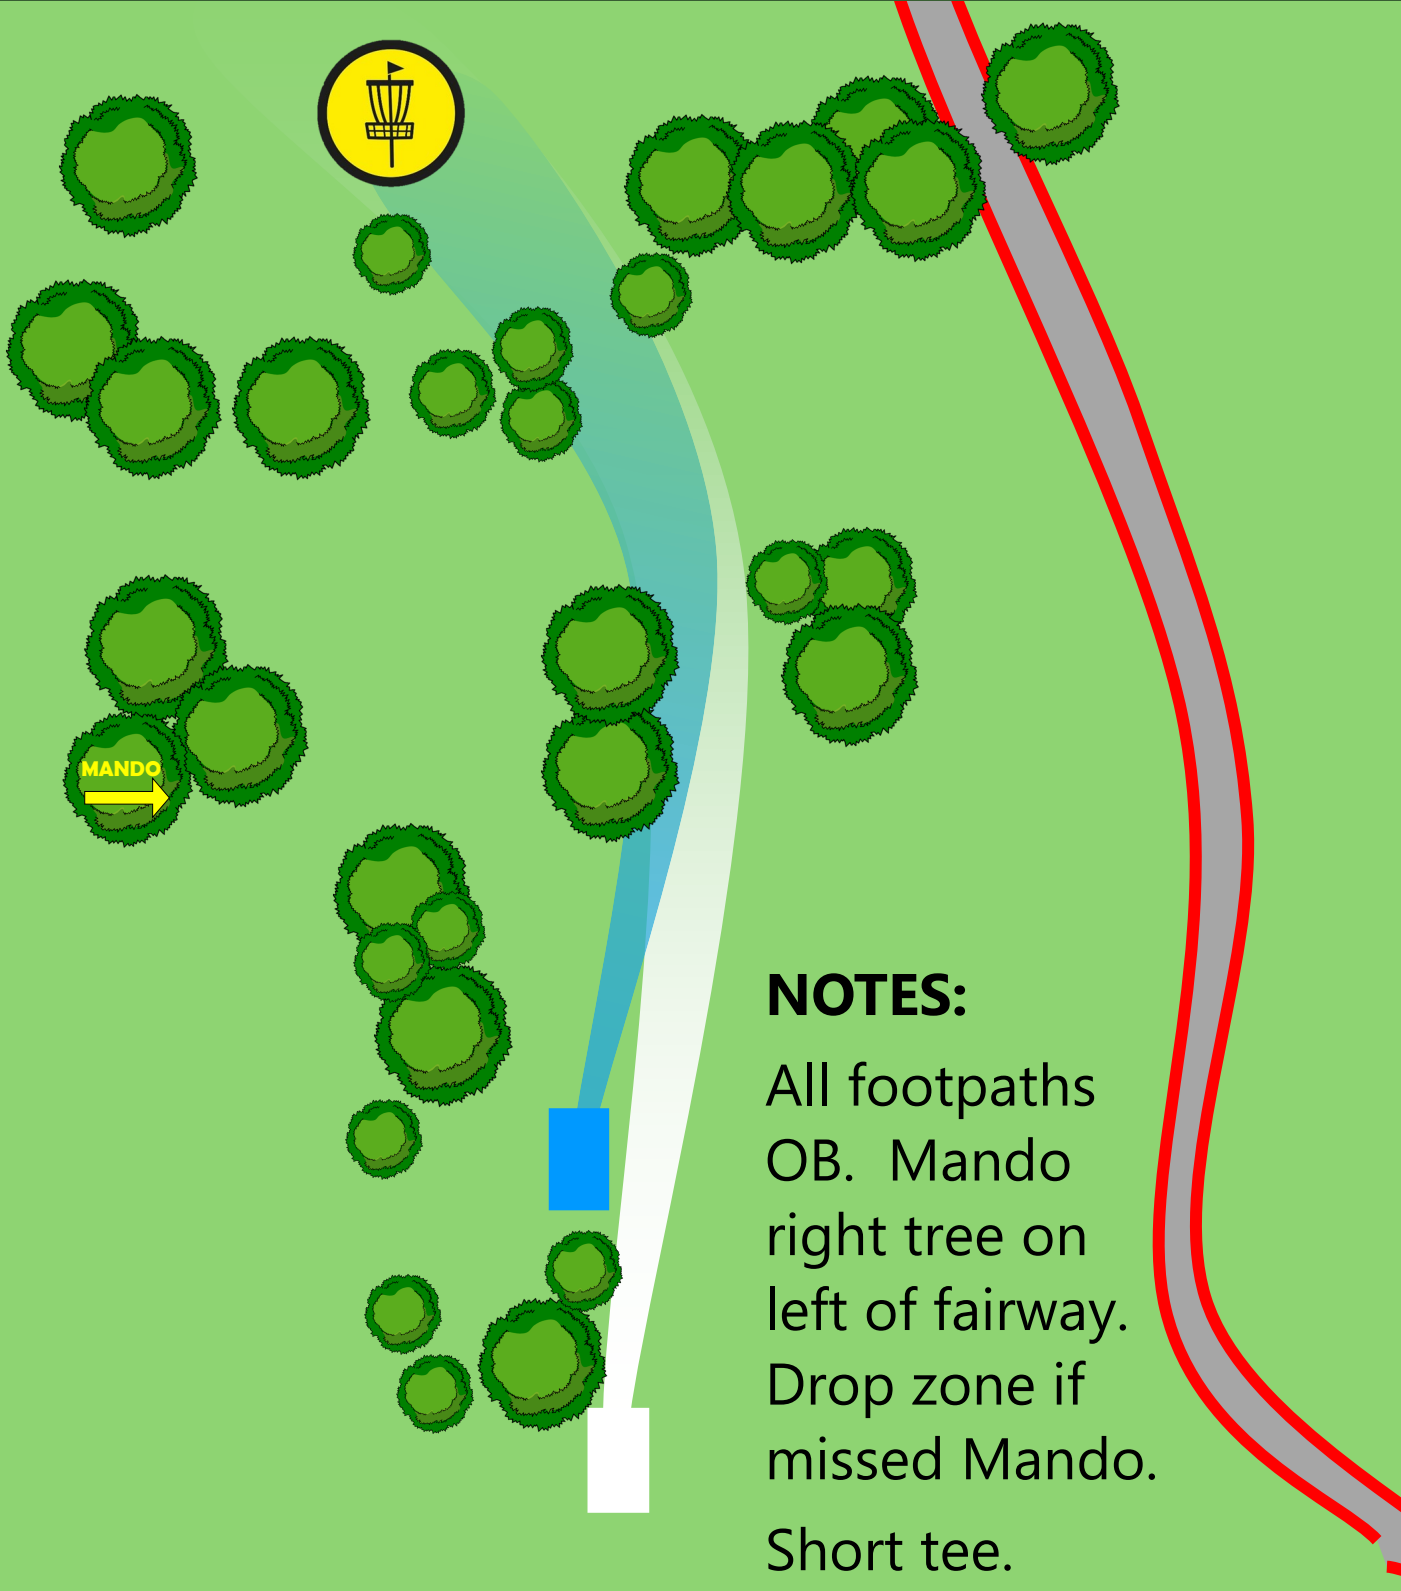 MANDO
NOTES:
All footpaths
OB.  Mando
right tree on
left of fairway.
Drop zone if
missed Mando.
Short tee.